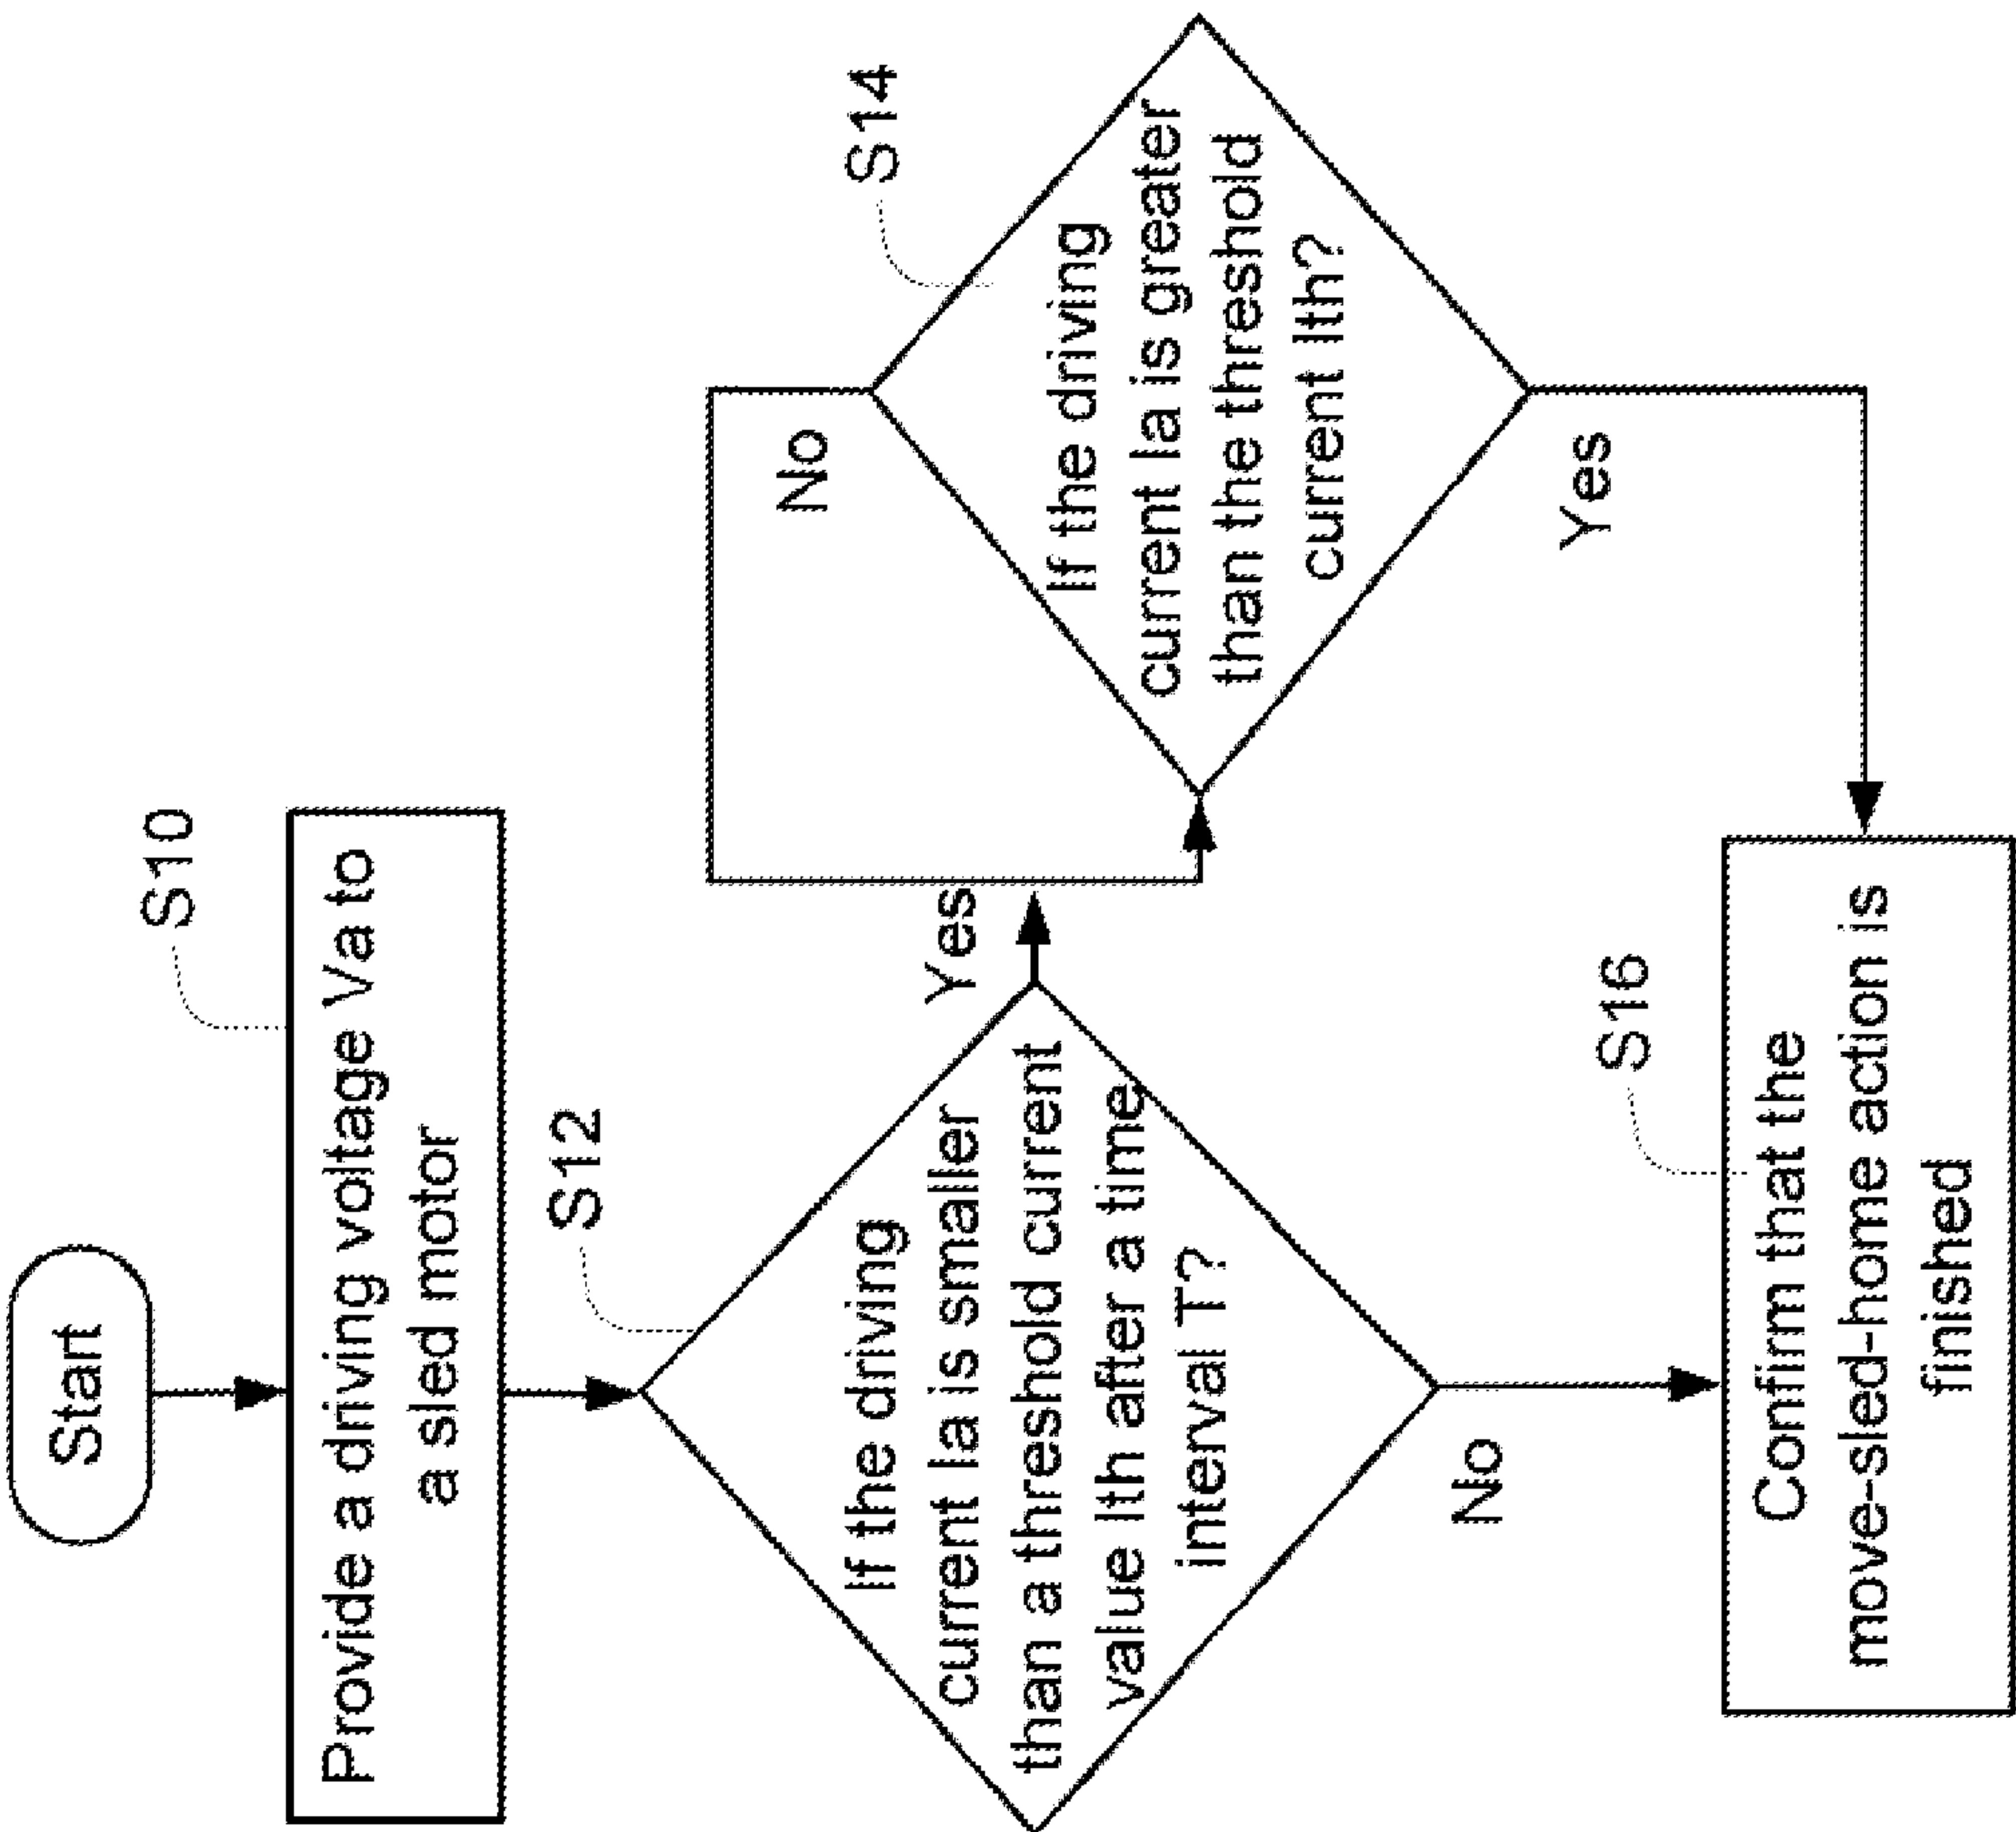 Start
S10
Provide a driving voltage Va to
a sled motor
S12
If the driving
current Ia is smaller
than a threshold current
value Ith after a time
interval T?
Yes
No
S14
If the driving
current Ia is greater
than the threshold
current Ith?
No
Yes
S16
Confirm that the
move-sled-home action is
finished